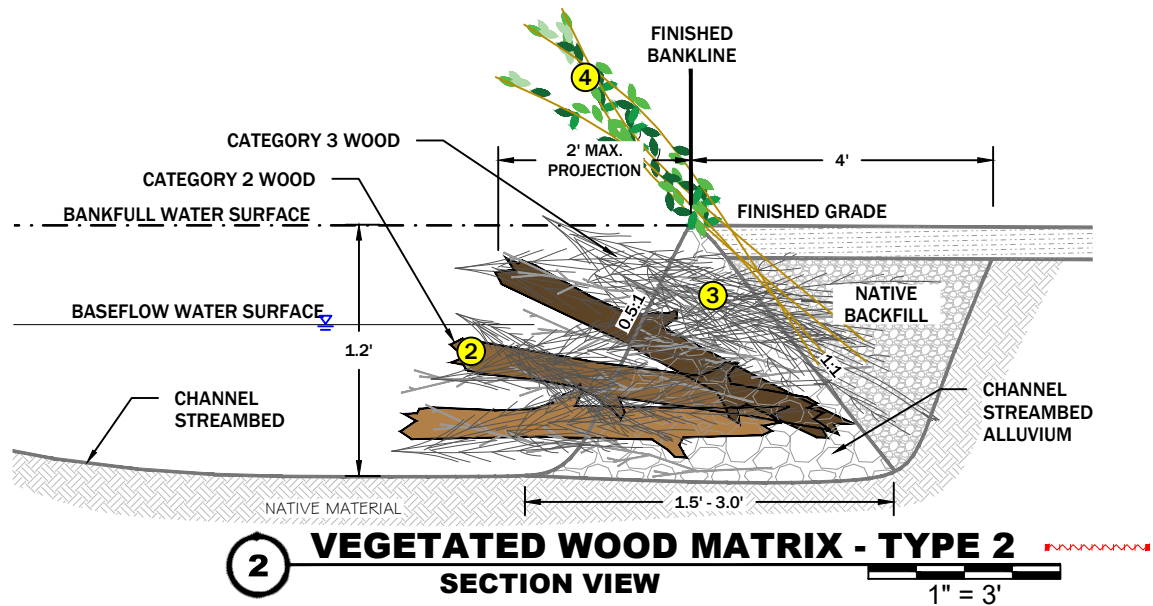 FINISHED
BANKLINE
4
CATEGORY 3 WOOD
2' MAX.
PROJECTION
4'
CATEGORY 2 WOOD
BANKFULL WATER SURFACE
FINISHED GRADE
3
NATIVE
BACKFILL
0.5:1
BASEFLOW WATER SURFACE
1.2'
2
1:1
CHANNEL
STREAMBED
CHANNEL
STREAMBED
ALLUVIUM
NATIVE MATERIAL
1.5' - 3.0'
2
VEGETATED WOOD MATRIX - TYPE 2
SECTION VIEW
1" = 3'